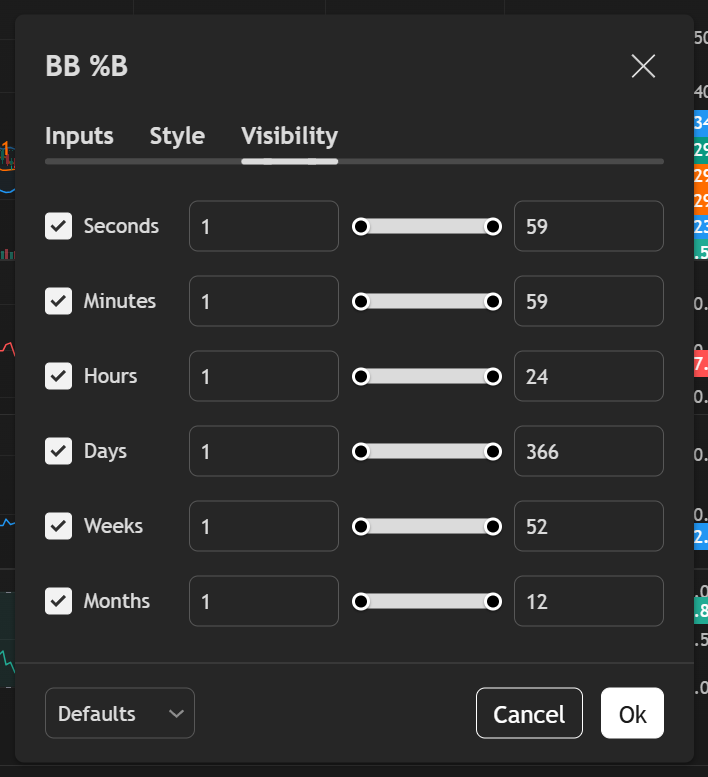 BB %B
Inputs Style Visibility
Seconds 1 59
Minutes 1 59
Hours 1 24
Days 1 366
Weeks 1 52
Months 1 12
Defaults Cancel Ok